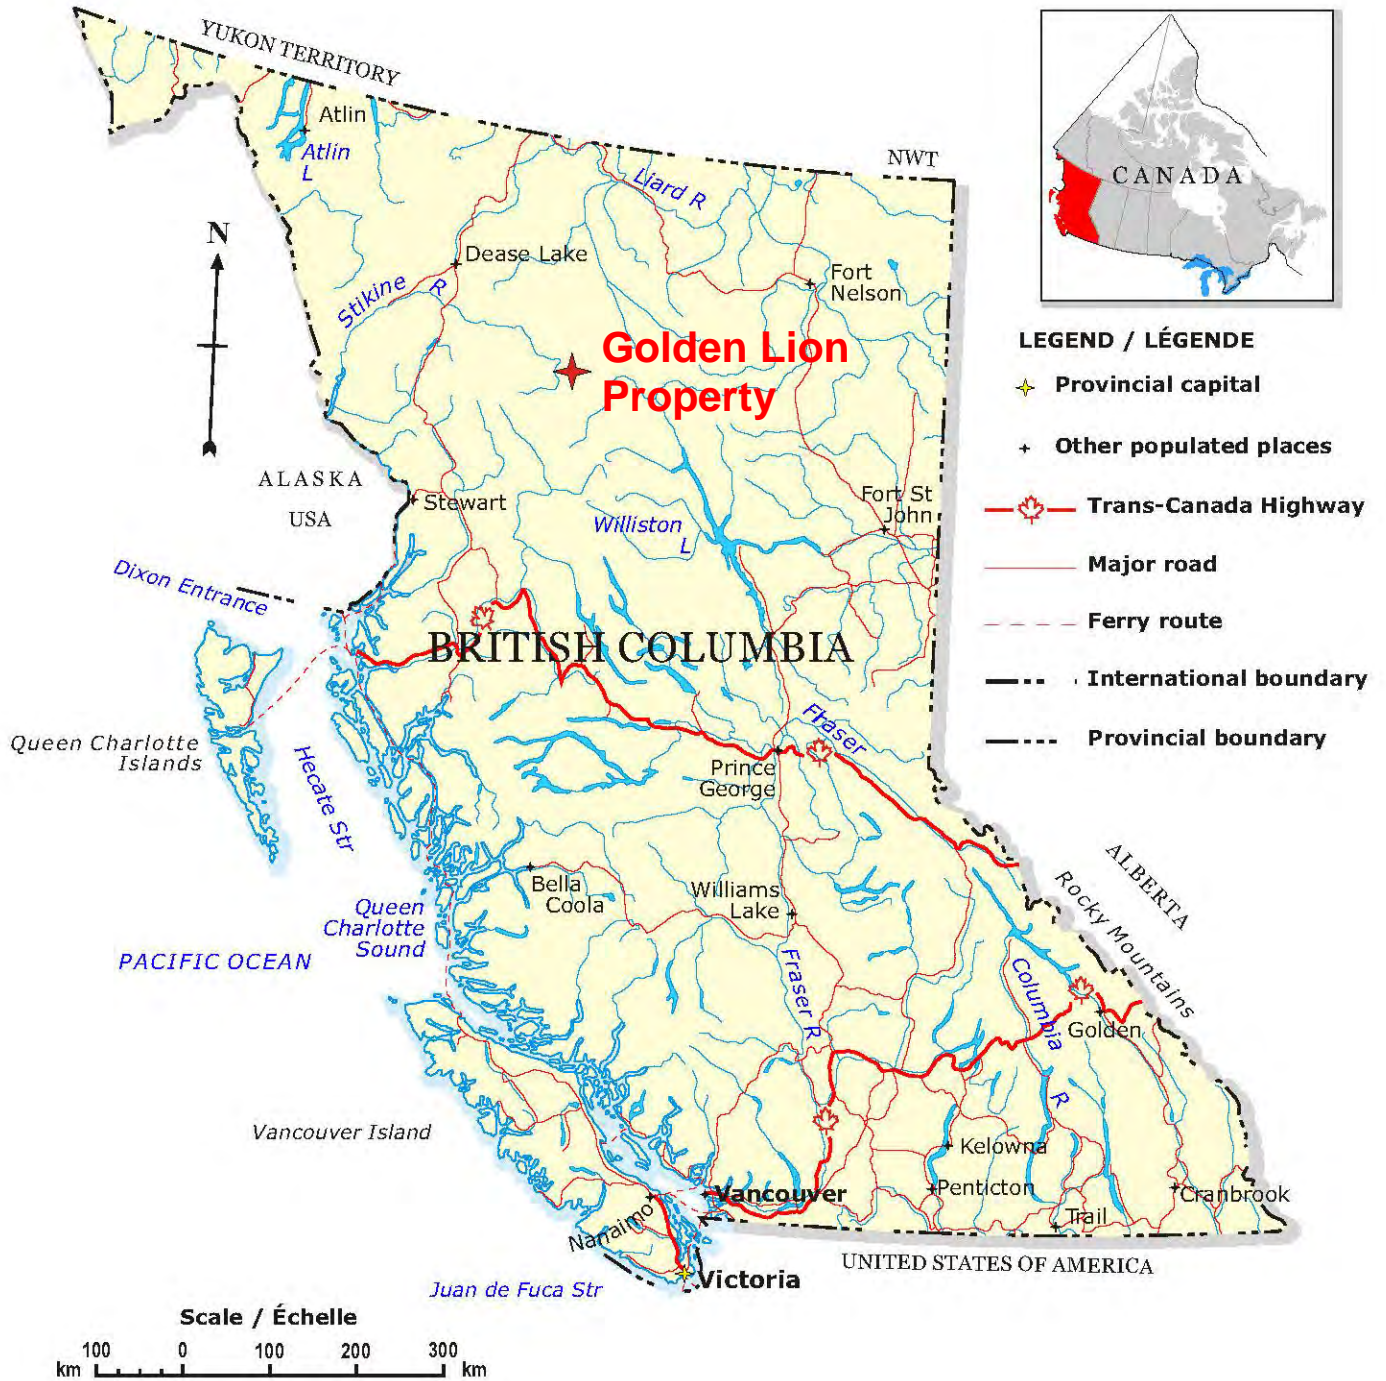 YUKON TERRITORY
NWT
Atlin
Atlin
L
Liard R
N
Dease Lake
Stikine
R
Fort
Nelson
Golden Lion
Property
ALASKA
USA
Stewart
Fort St
John
Williston
L
Dixon Entrance
BRITISH COLUMBIA
Queen Charlotte
Islands
Hecate Str
Fraser
Prince
George
Bella
Coola
Williams
Lake
Queen
Charlotte
Sound
PACIFIC OCEAN
ALBERTA
Rocky Mountains
Fraser R
Columbia
R
Golden
Vancouver Island
Kelowna
Penticton
Cranbrook
Trail
Vancouver
Nanaimo
Victoria
Juan de Fuca Str
UNITED STATES OF AMERICA
CANADA
LEGEND / LÉGENDE
Provincial capital
Other populated places
Trans-Canada Highway
Major road
Ferry route
International boundary
Provincial boundary
Scale / Échelle
100 0 100 200 300
km km